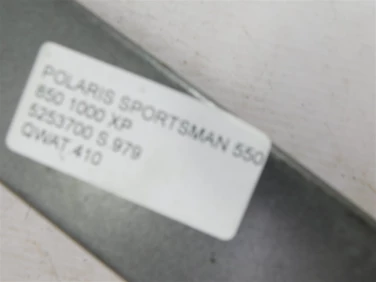 POLARIS SPORTSMAN 550
850 1000 XP
5253700 S 979
QWAT 410